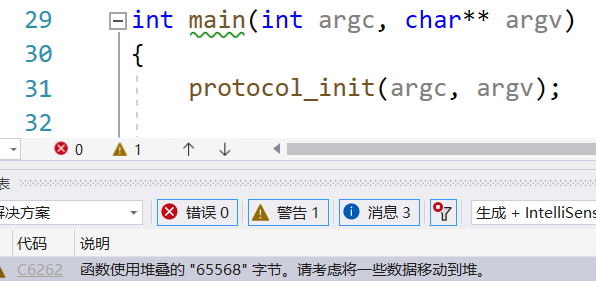 29 int main(int argc, char** argv)
30 {
31 protocol_init(argc, argv);
32
0 1
表
解决方案 错误 0 警告 1 消息 3 生成 + IntelliSens
代码 说明
C6262 函数使用堆叠的 "65568" 字节。请考虑将一些数据移动到堆。